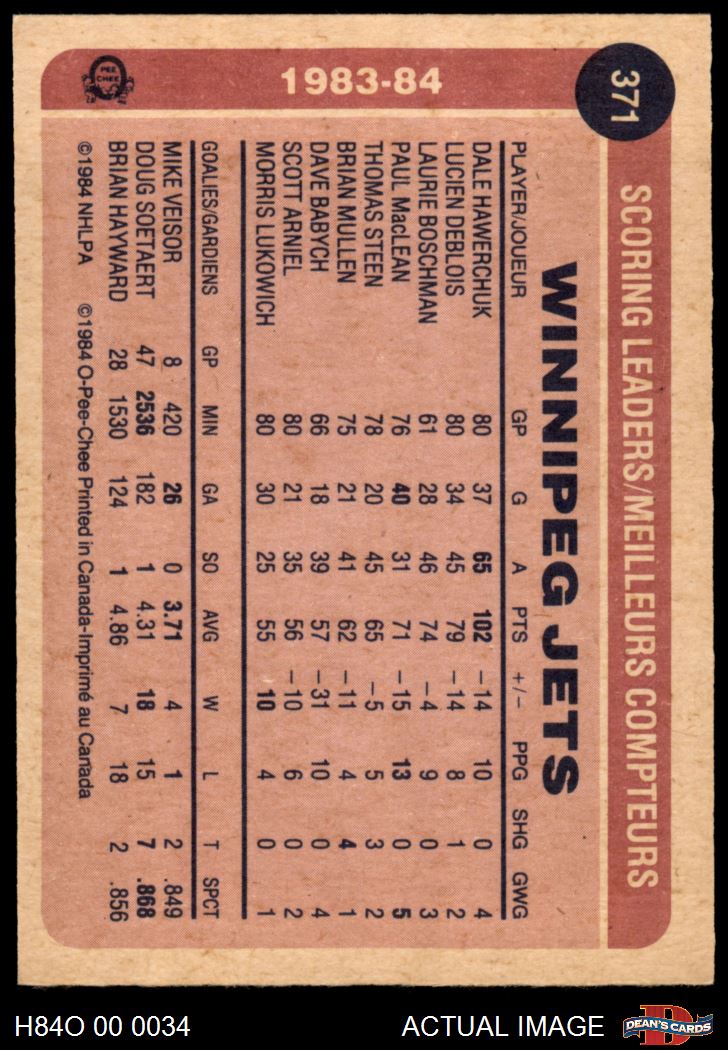 371
SCORING LEADERS/MEILLEURS COMPTEURS
1983-84
PEE CHEE
WINNIPEG JETS
PLAYER/JOUEUR GP G A PTS +/- PPG SHG GWG
DALE HAWERCHUK 80 37 65 102 -14 10 0 4
LUCIEN DEBLOIS 80 34 45 79 -14 8 1 2
LAURIE BOSCHMAN 61 28 46 74 -4 9 0 3
PAUL MacLEAN 76 40 31 71 -15 13 0 5
THOMAS STEEN 78 20 45 65 -5 5 3 2
BRIAN MULLEN 75 21 41 62 -11 4 4 1
DAVE BABYCH 66 18 39 57 -31 10 0 4
SCOTT ARNIEL 80 21 35 56 -10 6 0 2
MORRIS LUKOWICH 80 30 25 55 10 4 0 1
GOALIES/GARDIENS GP MIN GA SO AVG W L T SPCT
MIKE VEISOR 8 420 26 0 3.71 4 1 2 .849
DOUG SOETAERT 47 2536 182 1 4.31 18 15 7 .868
BRIAN HAYWARD 28 1530 124 1 4.86 7 18 2 .856
©1984 NHLPA ©1984 O-Pee-Chee Printed in Canada-Imprimé au Canada
H84O 00 0034 ACTUAL IMAGE DEAN'S CARDS